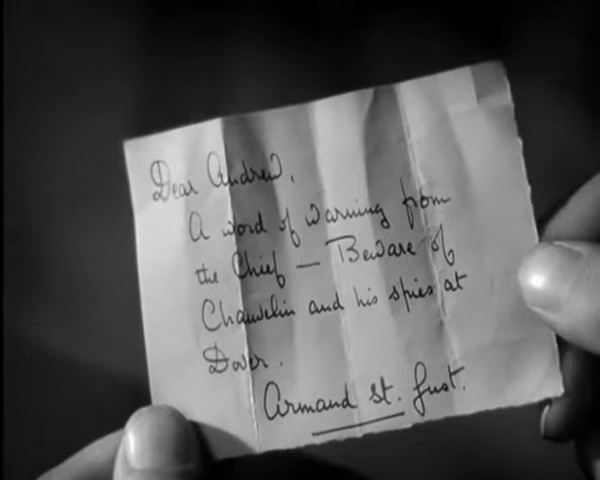 Dear Andrew,
A word of warning from
the Chief — Beware of
Chauvelin and his spies at
Dover.
Armand St. Just.